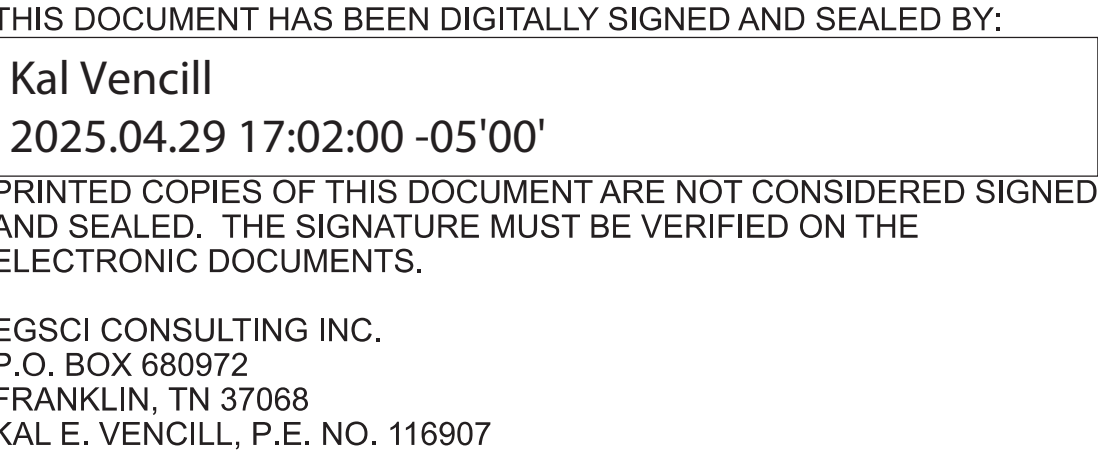 THIS DOCUMENT HAS BEEN DIGITALLY SIGNED AND SEALED BY:
Kal Vencill
2025.04.29 17:02:00 -05'00'
PRINTED COPIES OF THIS DOCUMENT ARE NOT CONSIDERED SIGNED
AND SEALED.  THE SIGNATURE MUST BE VERIFIED ON THE
ELECTRONIC DOCUMENTS.
EGSCI CONSULTING INC.
P.O. BOX 680972
FRANKLIN, TN 37068
KAL E. VENCILL, P.E. NO. 116907